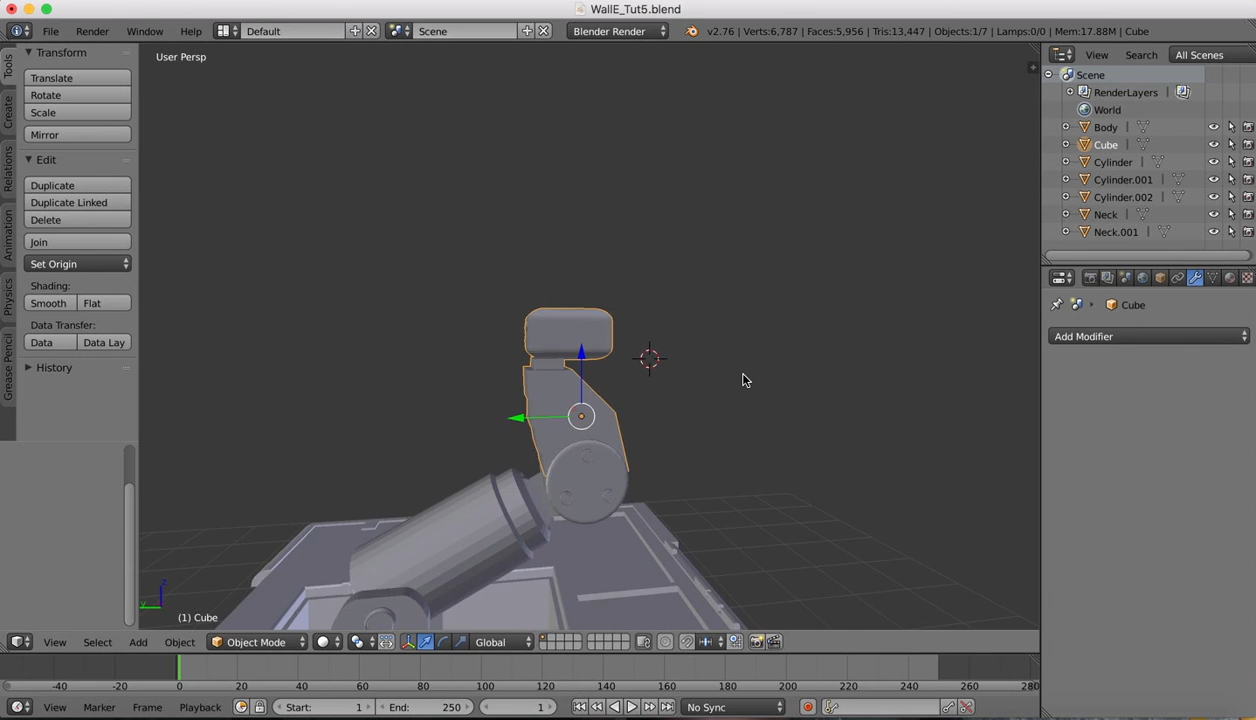 WallE_Tut5.blend
File Render Window Help Default Scene Blender Render v2.76 | Verts:6,787 | Faces:5,956 | Tris:13,447 | Objects:1/7 | Lamps:0/0 | Mem:17.88M | Cube
Tools
Create
Relations
Animation
Physics
Grease Pencil
Transform
Translate
Rotate
Scale
Mirror
Edit
Duplicate
Duplicate Linked
Delete
Join
Set Origin
Shading:
Smooth Flat
Data Transfer:
Data Data Lay
History
User Persp
z
y
(1) Cube
View Search All Scenes
Scene
RenderLayers
World
Body
Cube
Cylinder
Cylinder.001
Cylinder.002
Neck
Neck.001
Cube
Add Modifier
View Select Add Object Object Mode Global
-40 -20 0 20 40 60 80 100 120 140 160 180 200 220 240 260 280
View Marker Frame Playback Start: 1 End: 250 1 No Sync